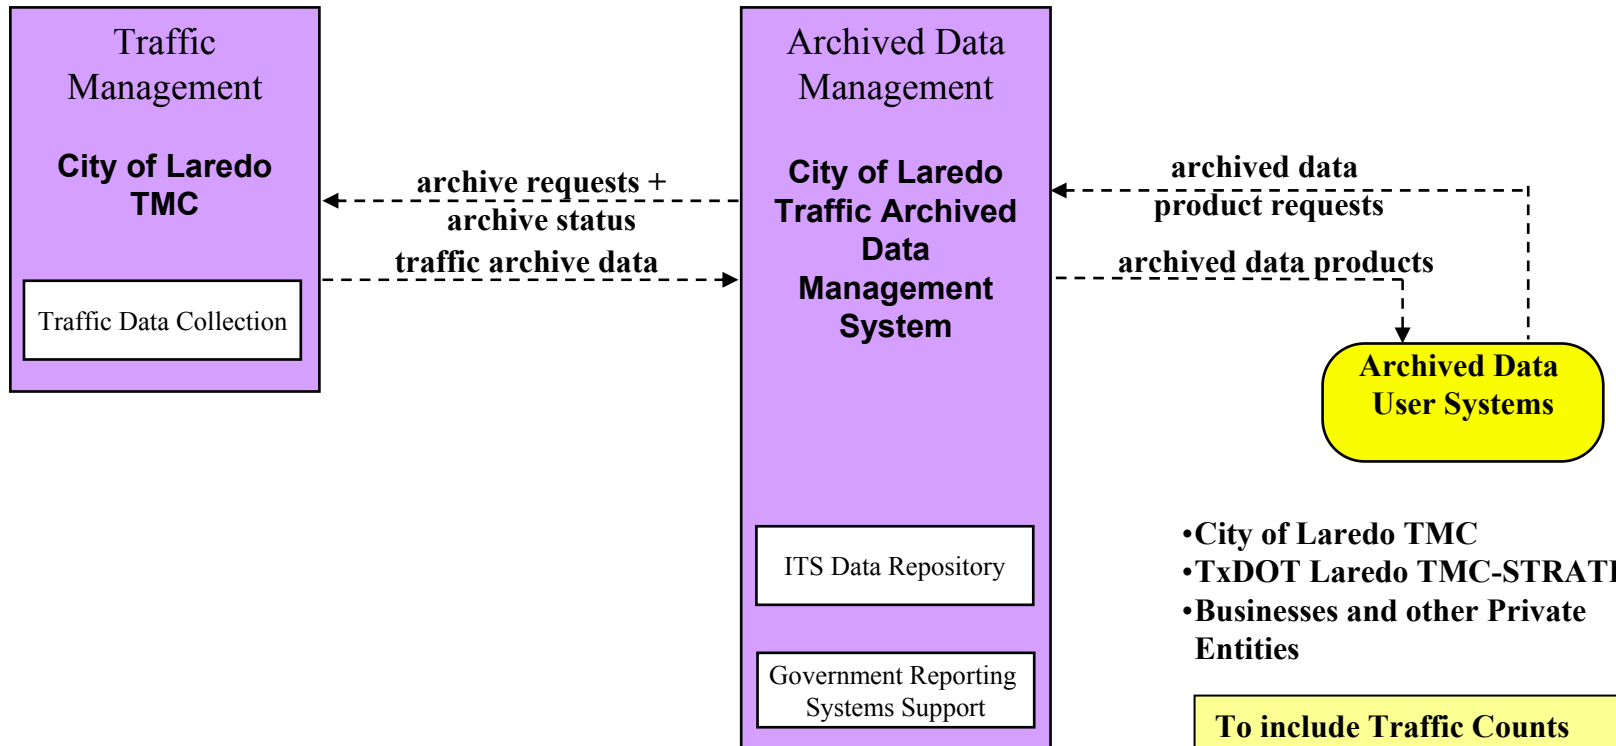 Traffic
Management
City of Laredo
TMC
Traffic Data Collection
archive requests +
archive status
traffic archive data
Archived Data
Management
City of Laredo
Traffic Archived
Data
Management
System
ITS Data Repository
Government Reporting
Systems Support
archived data
product requests
archived data products
Archived Data
User Systems
•City of Laredo TMC
•TxDOT Laredo
•Businesses and other Private
Entities
To include Traffic Counts